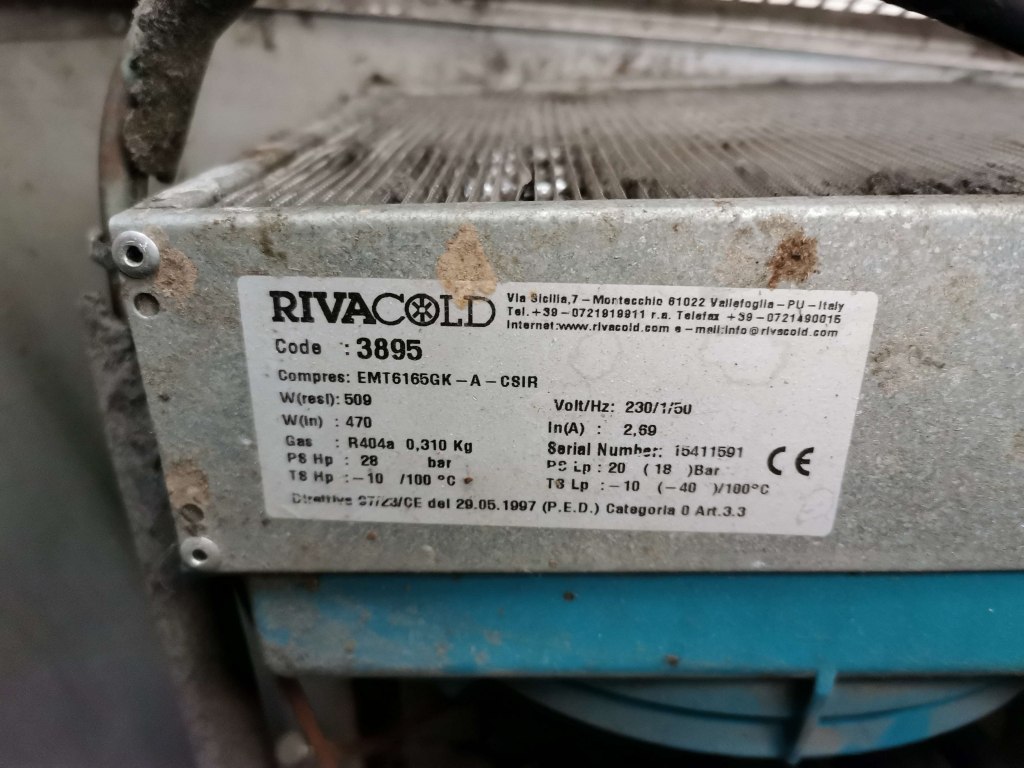 RIVACOLD
Via Sicilia,7 - Montecchio 61022 Vallefoglia - PU - Italy
Tel.+39-0721919911 r.a. Telefax +39-0721490015
Internet:www.rivacold.com e-mail:info@rivacold.com
Code : 3895
Compres: EMT6165GK-A-CSIR
W(resl): 509
Volt/Hz: 230/1/50
W(in) : 470
In(A) : 2,69
Gas : R404a 0,310 Kg
Serial Number: 15411591
PS Hp : 28 bar
PS Lp : 20 ( 18 )Bar
TS Hp : -10 /100 °C
TS Lp : -10 (-40 )/100°C
CE
Direttiva 97/23/CE del 29.05.1997 (P.E.D.) Categoria 0 Art.3.3